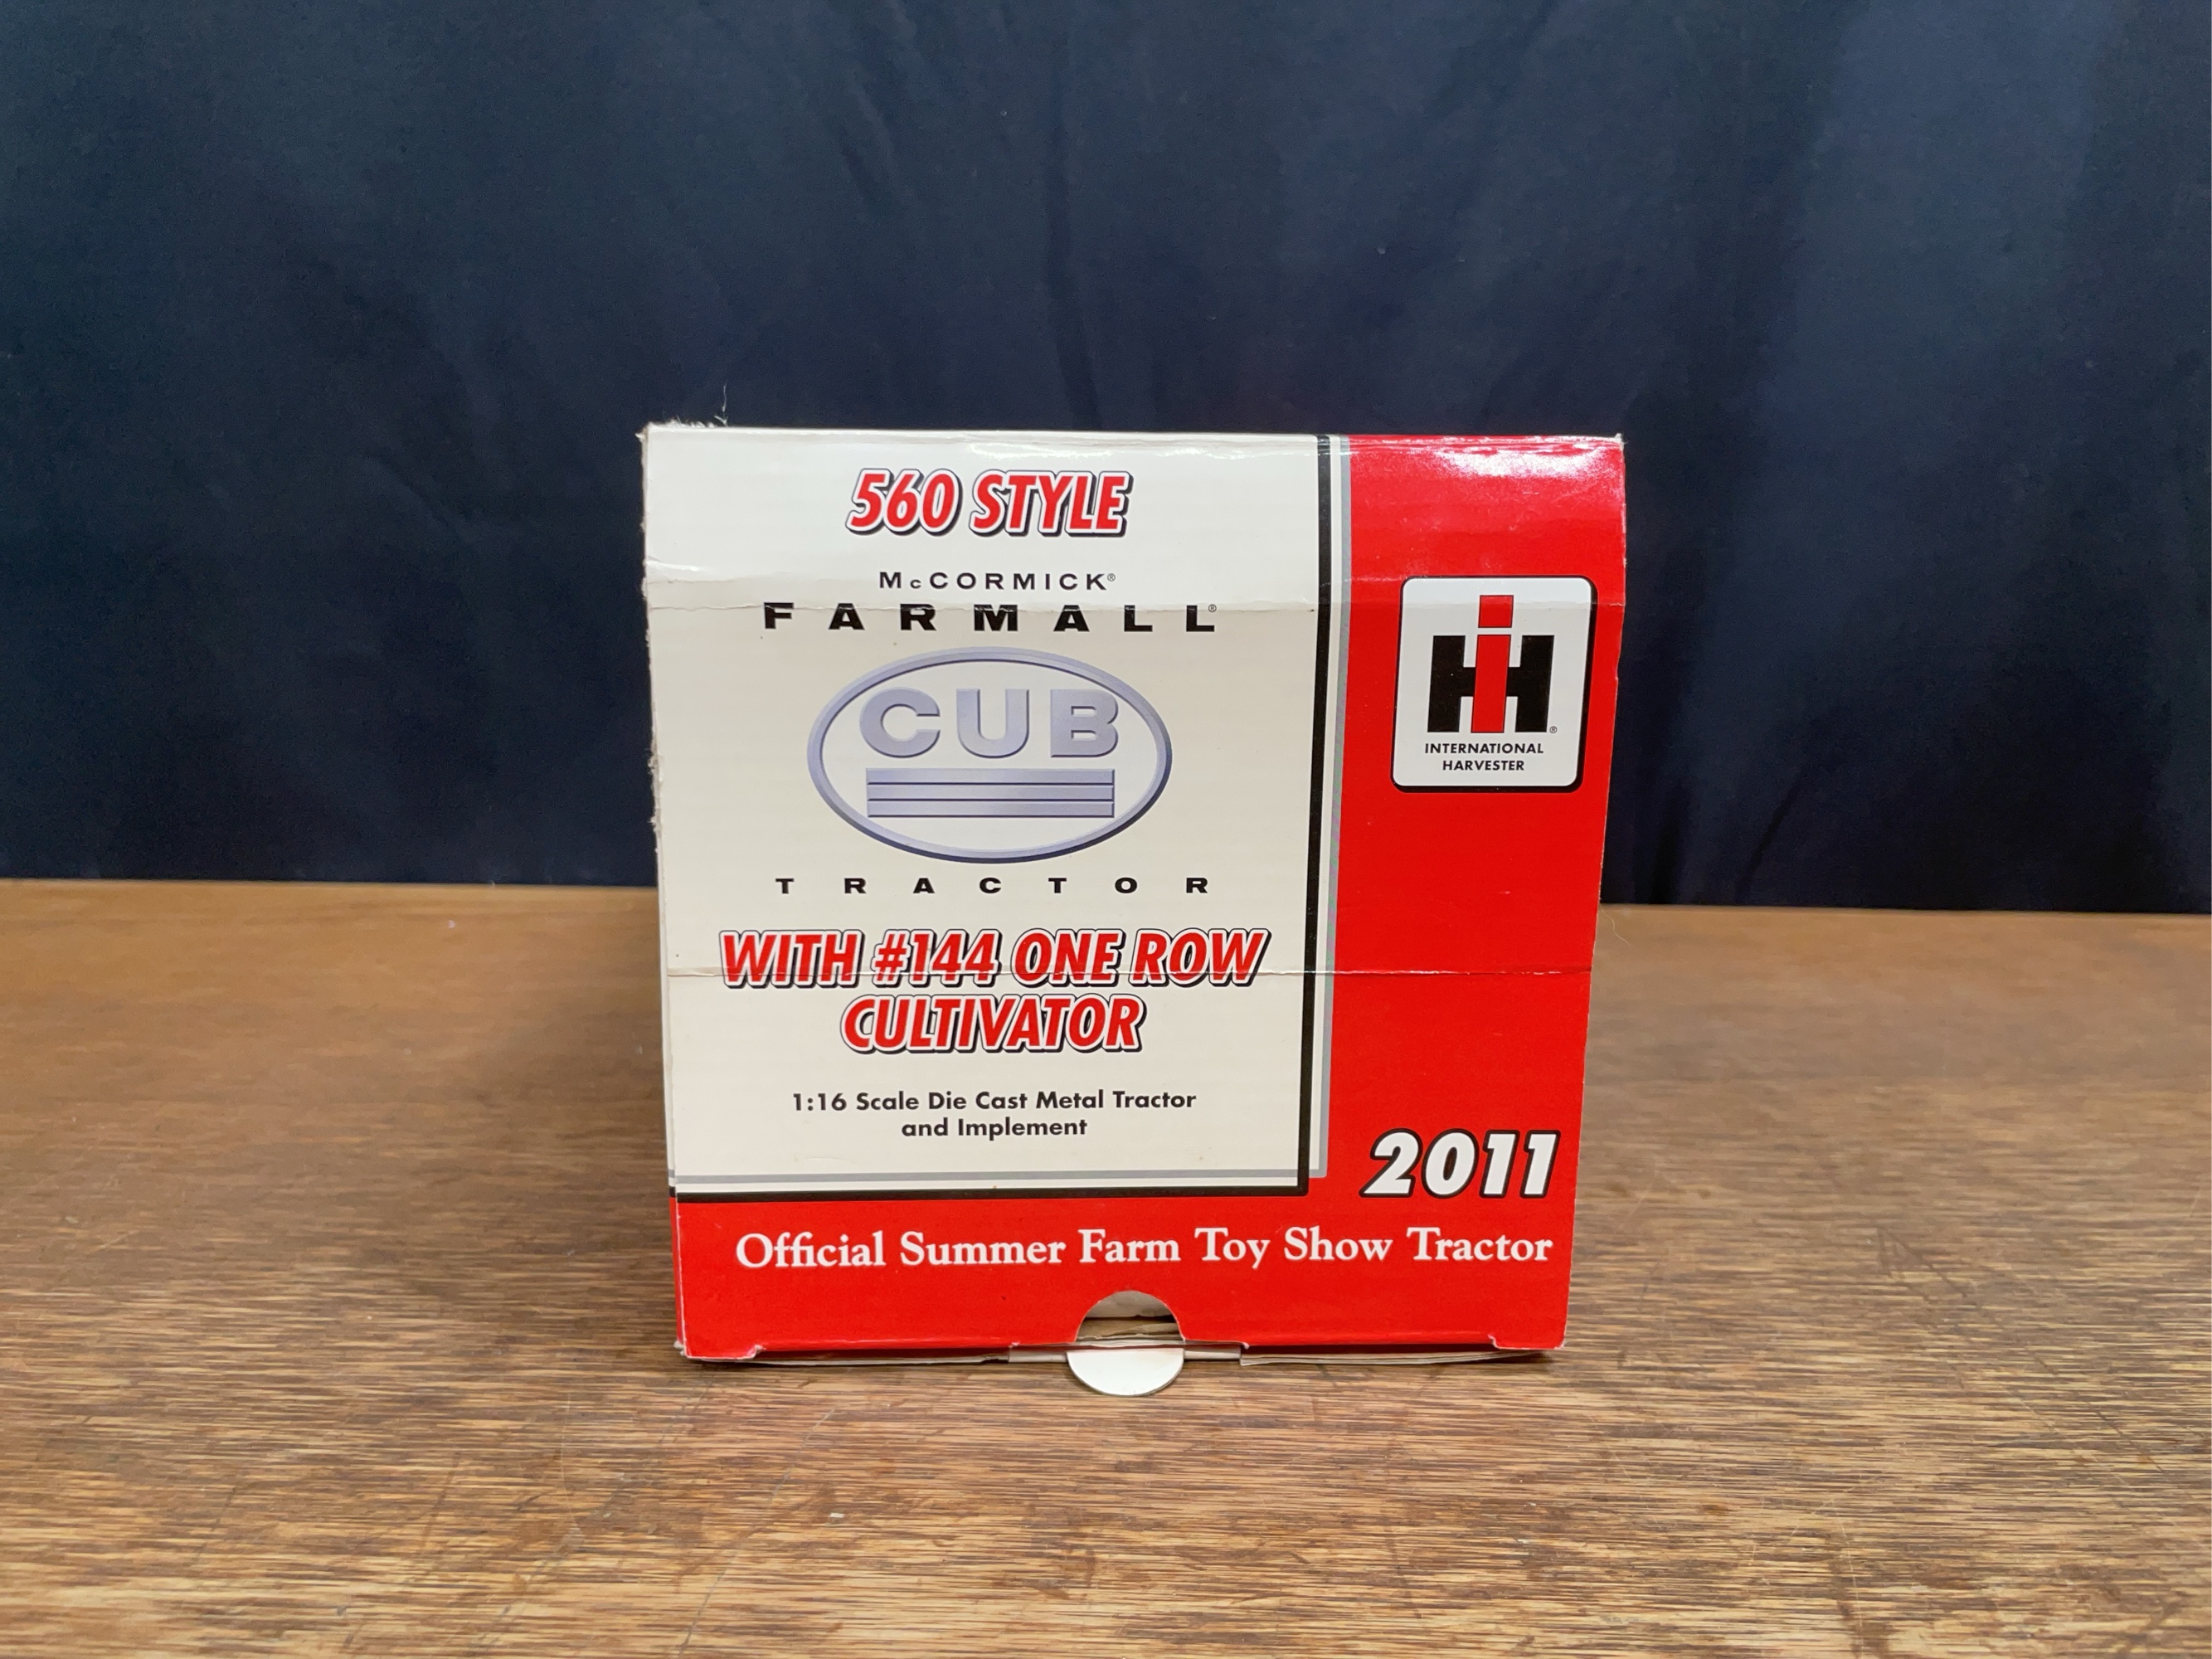 560 STYLE
McCORMICK®
FARMALL®
CUB
TRACTOR
WITH #144 ONE ROW
CULTIVATOR
1:16 Scale Die Cast Metal Tractor
and Implement
IH®
INTERNATIONAL
HARVESTER
2011
Official Summer Farm Toy Show Tractor